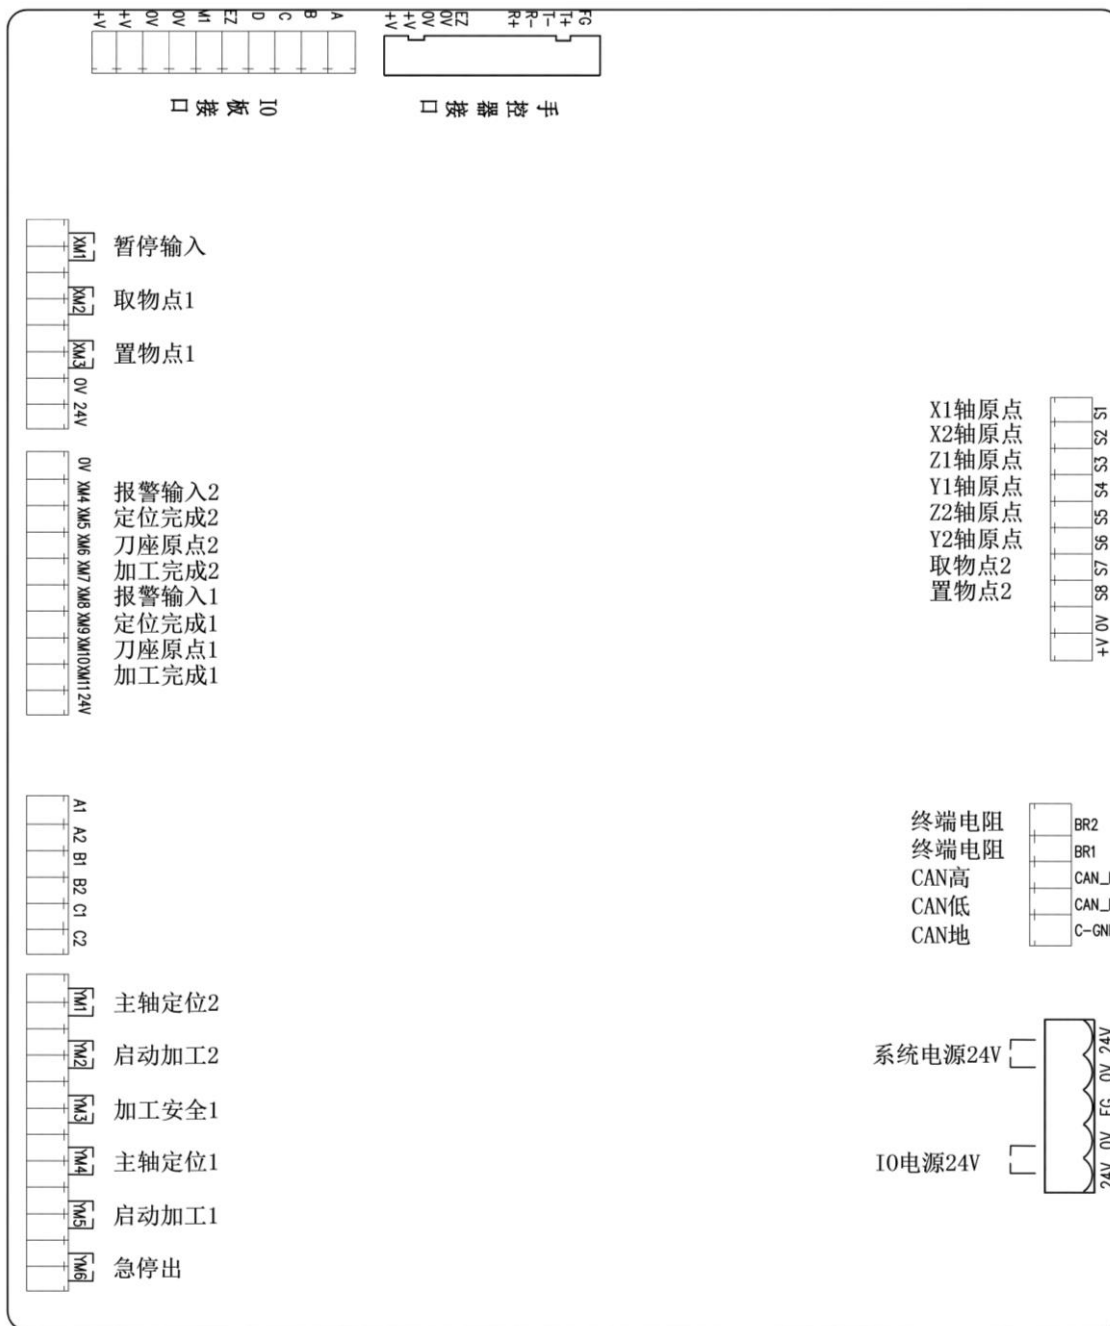 +V +V 0V 0V M1 EZ D C B A
IO板接口
+V +V 0V 0V EZ R+ R- T- T+ FG
手控器接口
XM1 暂停输入
XM2 取物点1
XM3 置物点1
0V
24V
0V
XM4 报警输入2
XM5 定位完成2
XM6 刀座原点2
XM7 加工完成2
XM8 报警输入1
XM9 定位完成1
XM10 刀座原点1
XM11 加工完成1
24V
A1
A2
B1
B2
C1
C2
YM1 主轴定位2
YM2 启动加工2
YM3 加工安全1
YM4 主轴定位1
YM5 启动加工1
YM6 急停出
X1轴原点 S1
X2轴原点 S2
Z1轴原点 S3
Y1轴原点 S4
Z2轴原点 S5
Y2轴原点 S6
取物点2 S7
置物点2 S8
0V
+V
终端电阻 BR2
终端电阻 BR1
CAN高 CAN_
CAN低 CAN_
CAN地 C-GN
系统电源24V
IO电源24V
24V
0V
FG
0V
24V